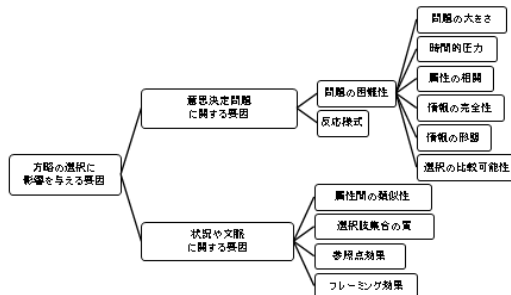 方略の選択に
影響を与える要因
意思決定問題
に関する要因
問題の困難性
問題の大きさ
時間的圧力
属性の相関
情報の完全性
情報の形態
選択の比較可能性
反応様式
状況や文脈
に関する要因
属性間の類似性
選択肢集合の質
参照点効果
フレーミング効果